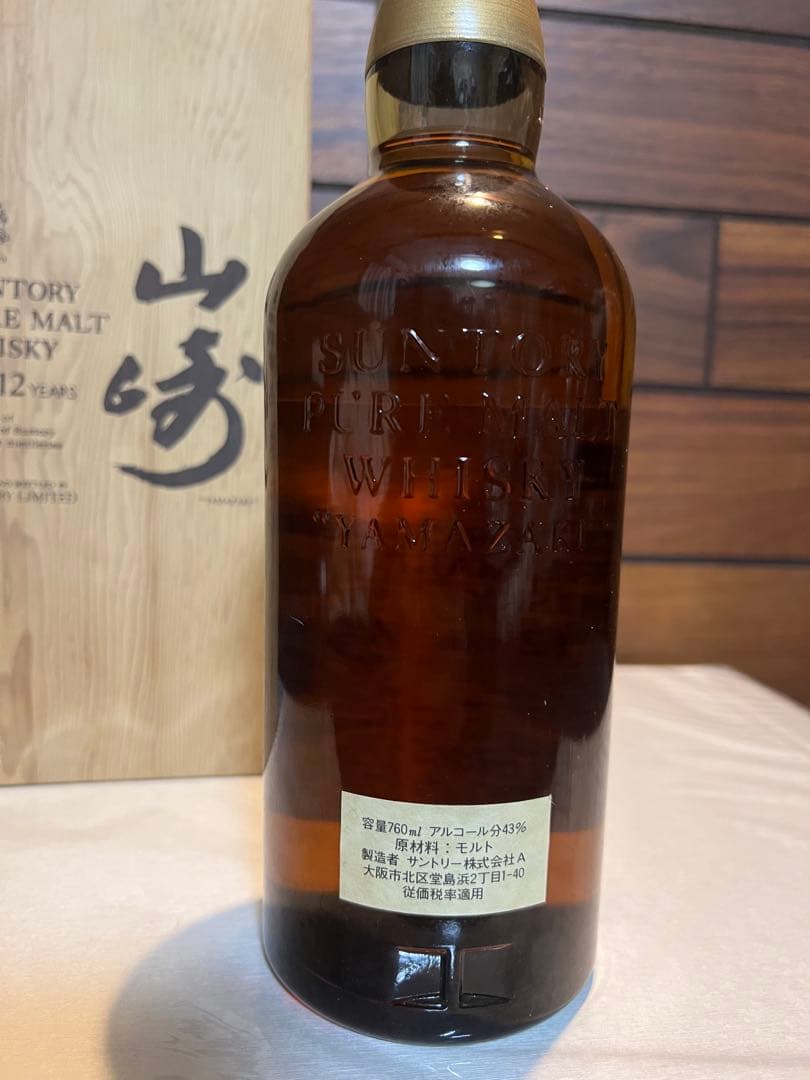 NTORY
RE MALT
ISKY
12 YEARS
山崎
LIMITED
SUNTORY
PURE MALT
WHISKY
"YAMAZAKI
容量760ml アルコール分43%
原材料:モルト
製造者 サントリー株式会社A
大阪市北区堂島浜2丁目1-40
従価税率適用